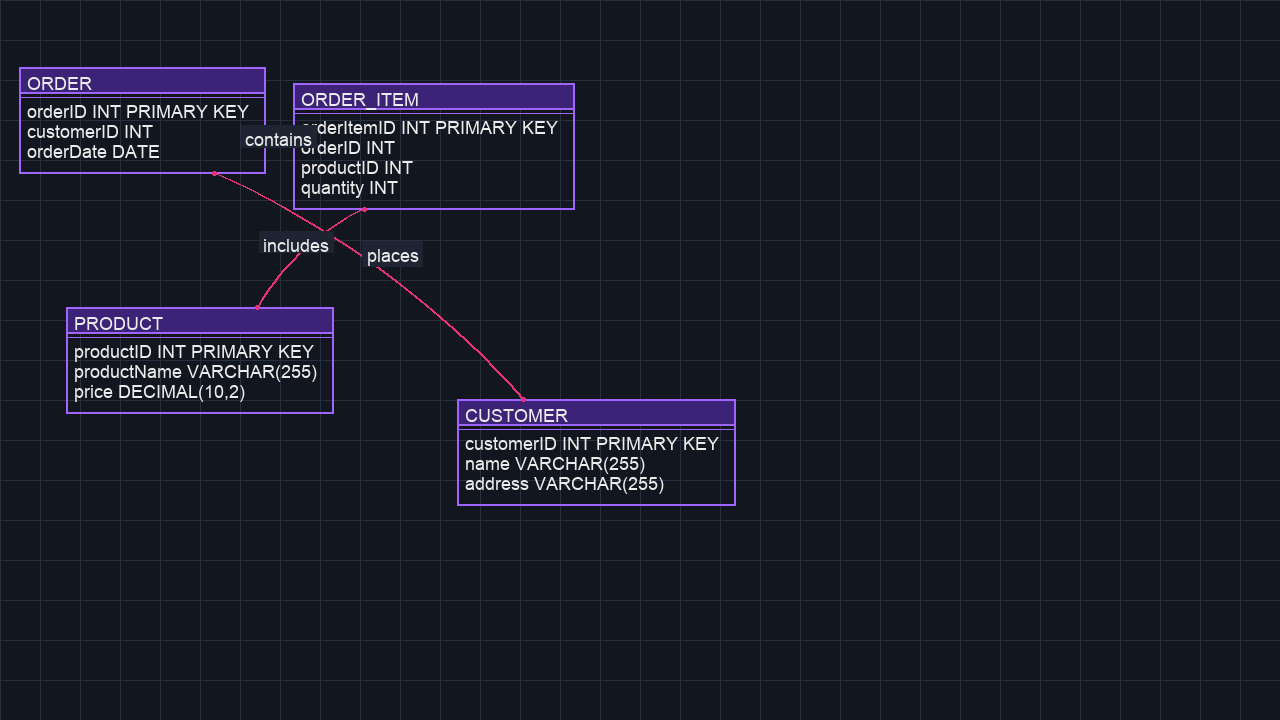 ORDER
orderID INT PRIMARY KEY
customerID INT
orderDate DATE
contains
ORDER_ITEM
orderItemID INT PRIMARY KEY
orderID INT
productID INT
quantity INT
includes
places
PRODUCT
productID INT PRIMARY KEY
productName VARCHAR(255)
price DECIMAL(10,2)
CUSTOMER
customerID INT PRIMARY KEY
name VARCHAR(255)
address VARCHAR(255)